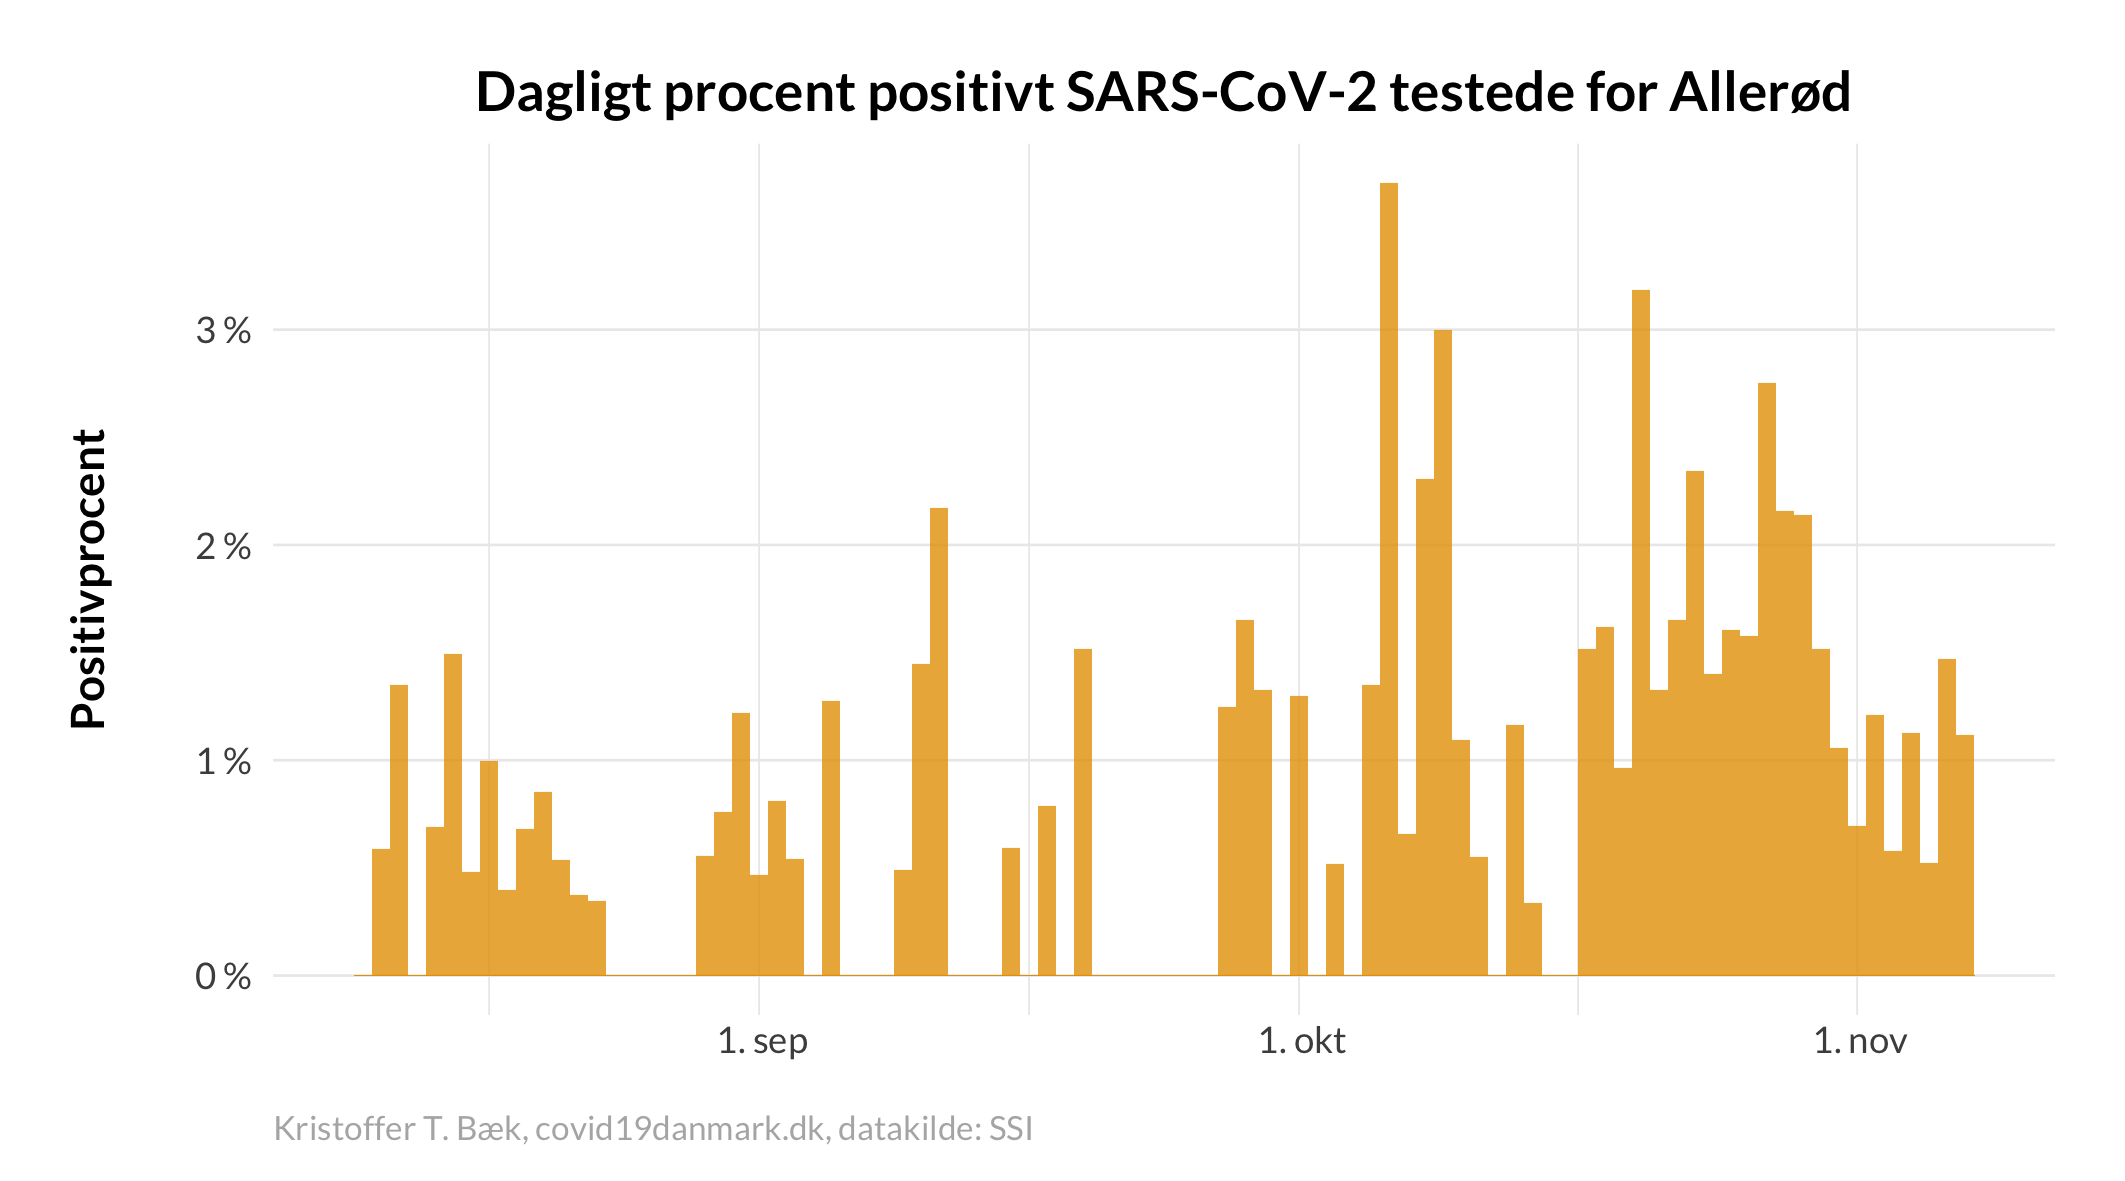 Dagligt procent positivt SARS-CoV-2 testede for Allerød
Positivprocent
3 %
2 %
1 %
0 %
1. sep
1. okt
1. nov
Kristoffer T. Bæk, covid19danmark.dk, datakilde: SSI